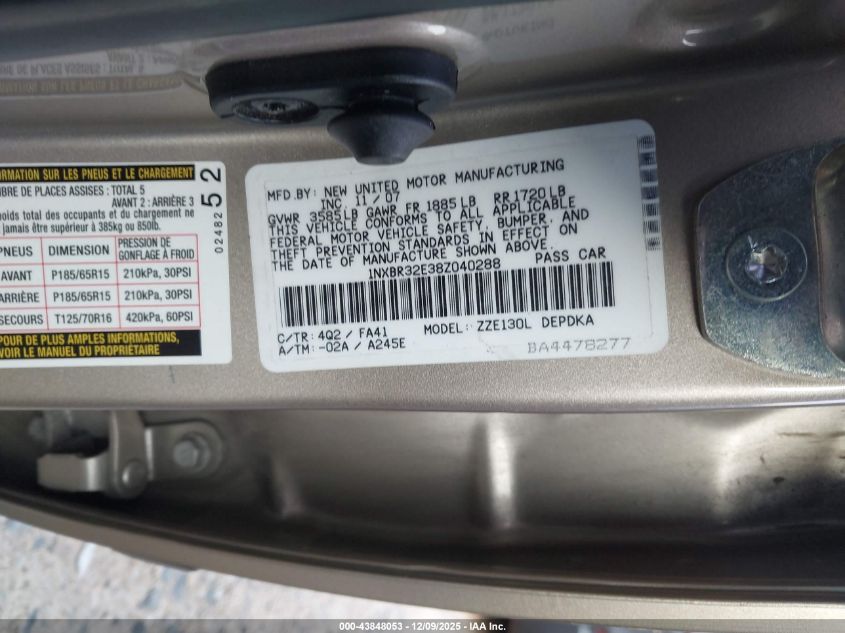 ORMATION SUR LES PNEUS ET LE CHARGEMENT
BRE DE PLACES ASSISES : TOTAL 5
AVANT 2 : ARRIÈRE 3
poids total des occupants et du chargement ne
jamais être supérieur à 385kg ou 850lb.
PNEUS DIMENSION PRESSION DE GONFLAGE À FROID
AVANT P185/65R15 210kPa, 30PSI
ARRIÈRE P185/65R15 210kPa, 30PSI
SECOURS T125/70R16 420kPa, 60PSI
POUR DE PLUS AMPLES INFORMATIONS,
VOIR LE MANUEL DU PROPRIÉTAIRE
02482 52
MFD.BY: NEW UNITED MOTOR MANUFACTURING
INC. 11/07
GVWR 3585LB GAWR FR 1885LB RR1720LB
THIS VEHICLE CONFORMS TO ALL APPLICABLE
FEDERAL MOTOR VEHICLE SAFETY, BUMPER, AND
THEFT PREVENTION STANDARDS IN EFFECT ON
THE DATE OF MANUFACTURE SHOWN ABOVE.
1NXBR32E38Z040288 PASS CAR
C/TR: 4Q2 / FA41 MODEL: ZZE130L DEPDKA
A/TM: -02A / A245E
BA4478277
000-43848053 - 12/09/2025 - IAA, Inc.